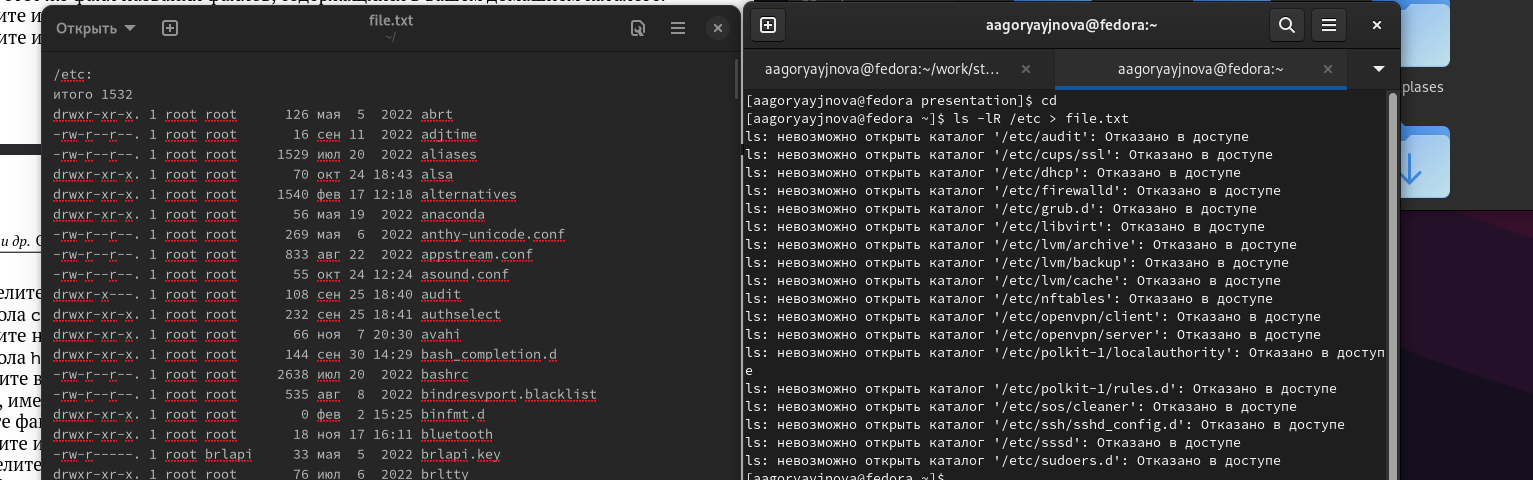 Открыть
file.txt
~/
/etc:
итого 1532
drwxr-xr-x. 1 root root 126 мая 5 2022 abrt
-rw-r--r--. 1 root root 16 сен 11 2022 adjtime
-rw-r--r--. 1 root root 1529 июл 20 2022 aliases
drwxr-xr-x. 1 root root 70 окт 24 18:43 alsa
drwxr-xr-x. 1 root root 1540 фев 17 12:18 alternatives
drwxr-xr-x. 1 root root 56 мая 19 2022 anaconda
-rw-r--r--. 1 root root 269 мая 6 2022 anthy-unicode.conf
-rw-r--r--. 1 root root 833 авг 22 2022 appstream.conf
-rw-r--r--. 1 root root 55 окт 24 12:24 asound.conf
drwxr-x---. 1 root root 108 сен 25 18:40 audit
drwxr-xr-x. 1 root root 232 сен 25 18:41 authselect
drwxr-xr-x. 1 root root 66 ноя 7 20:30 avahi
drwxr-xr-x. 1 root root 144 сен 30 14:29 bash_completion.d
-rw-r--r--. 1 root root 2638 июл 20 2022 bashrc
-rw-r--r--. 1 root root 535 авг 8 2022 bindresvport.blacklist
drwxr-xr-x. 1 root root 0 фев 2 15:25 binfmt.d
drwxr-xr-x. 1 root root 18 ноя 17 16:11 bluetooth
-rw-r-----. 1 root brlapi 33 мая 5 2022 brlapi.key
drwxr-xr-x. 1 root root 76 июл 6 2022 brltty
aagoryayjnova@fedora:~
aagoryayjnova@fedora:~/work/st...
aagoryayjnova@fedora:~
[aagoryayjnova@fedora presentation]$ cd
[aagoryayjnova@fedora ~]$ ls -lR /etc > file.txt
ls: невозможно открыть каталог '/etc/audit': Отказано в доступе
ls: невозможно открыть каталог '/etc/cups/ssl': Отказано в доступе
ls: невозможно открыть каталог '/etc/dhcp': Отказано в доступе
ls: невозможно открыть каталог '/etc/firewalld': Отказано в доступе
ls: невозможно открыть каталог '/etc/grub.d': Отказано в доступе
ls: невозможно открыть каталог '/etc/libvirt': Отказано в доступе
ls: невозможно открыть каталог '/etc/lvm/archive': Отказано в доступе
ls: невозможно открыть каталог '/etc/lvm/backup': Отказано в доступе
ls: невозможно открыть каталог '/etc/lvm/cache': Отказано в доступе
ls: невозможно открыть каталог '/etc/nftables': Отказано в доступе
ls: невозможно открыть каталог '/etc/openvpn/client': Отказано в доступе
ls: невозможно открыть каталог '/etc/openvpn/server': Отказано в доступе
ls: невозможно открыть каталог '/etc/polkit-1/localauthority': Отказано в доступ
е
ls: невозможно открыть каталог '/etc/polkit-1/rules.d': Отказано в доступе
ls: невозможно открыть каталог '/etc/sos/cleaner': Отказано в доступе
ls: невозможно открыть каталог '/etc/ssh/sshd_config.d': Отказано в доступе
ls: невозможно открыть каталог '/etc/sssd': Отказано в доступе
ls: невозможно открыть каталог '/etc/sudoers.d': Отказано в доступе
[aagoryayjnova@fedora ~]$
plases